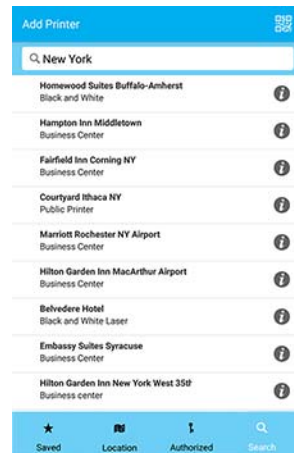 Add Printer
New York
Homewood Suites Buffalo-Amherst
Black and White
Hampton Inn Middletown
Business Center
Fairfield Inn Corning NY
Business Center
Courtyard Ithaca NY
Public Printer
Marriott Rochester NY Airport
Business Center
Hilton Garden Inn MacArthur Airport
Business Center
Belvedere Hotel
Black and White Laser
Embassy Suites Syracuse
Business Center
Hilton Garden Inn New York West 35th
Business center
Saved Location Authorized Search